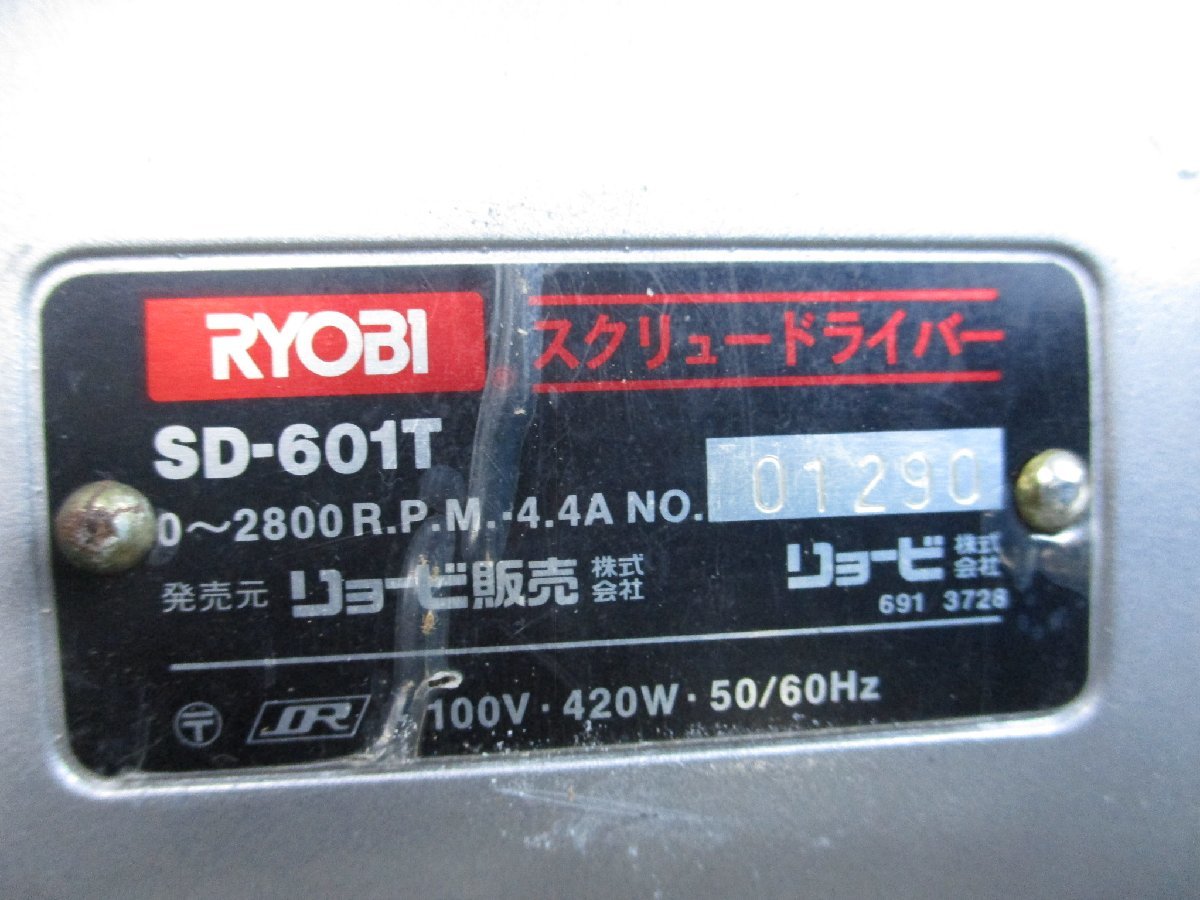 RYOBI スクリュードライバー
SD-601T
0～2800 R.P.M. 4.4A NO. 01290
発売元 リョービ販売 株式会社 リョービ 株式会社
691 3728
〒 JR 100V · 420W · 50/60Hz